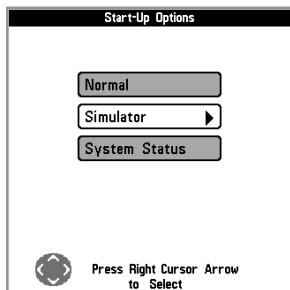 Start-Up Options
Normal
Simulator
System Status
Press Right Cursor Arrow
to Select